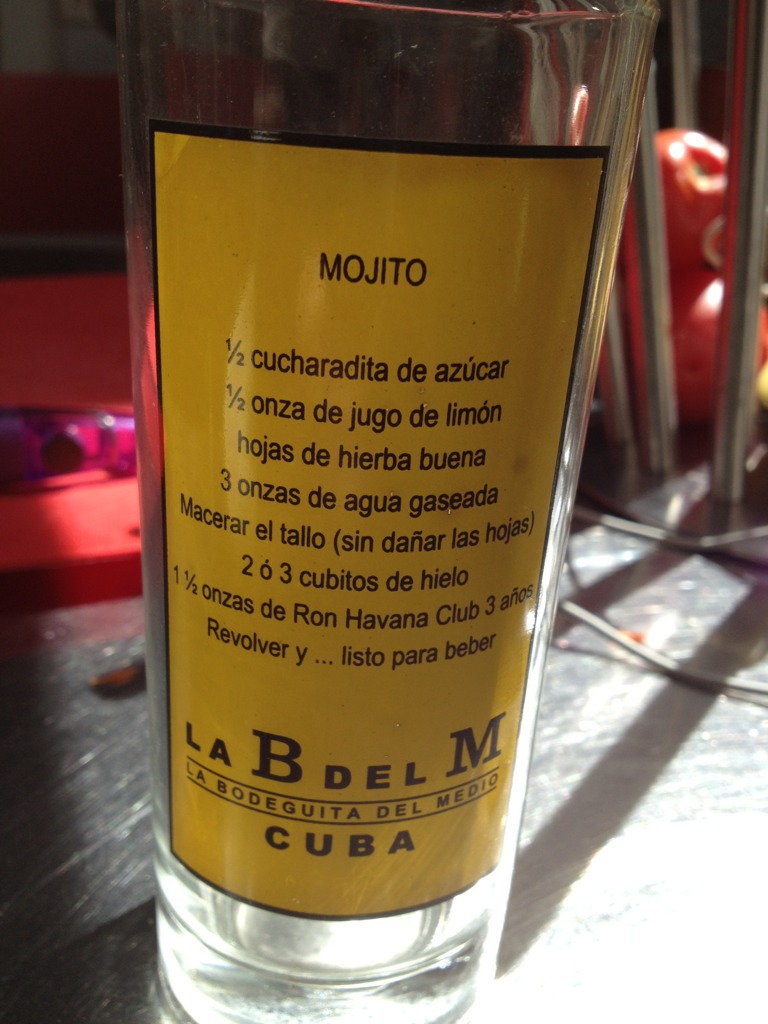 MOJITO
½ cucharadita de azúcar
½ onza de jugo de limón
hojas de hierba buena
3 onzas de agua gaseada
Macerar el tallo (sin dañar las hojas)
2 ó 3 cubitos de hielo
1 ½ onzas de Ron Havana Club 3 años
Revolver y ... listo para beber
LA B DEL M
LA BODEGUITA DEL MEDIO
CUBA